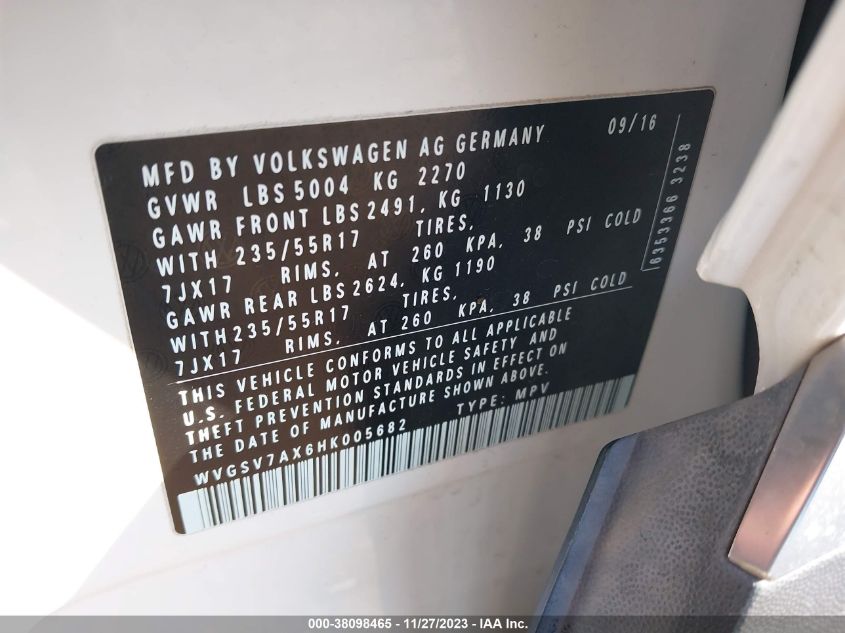 09/16
MFD BY VOLKSWAGEN AG GERMANY
GVWR LBS 5004 KG 2270
GAWR FRONT LBS 2491, KG 1130
WITH 235/55R17 TIRES,
7JX17 RIMS, AT 260 KPA, 38 PSI COLD
GAWR REAR LBS 2624, KG 1190
WITH 235/55R17 TIRES,
7JX17 RIMS, AT 260 KPA, 38 PSI COLD
THIS VEHICLE CONFORMS TO ALL APPLICABLE
U.S. FEDERAL MOTOR VEHICLE SAFETY AND
THEFT PREVENTION STANDARDS IN EFFECT ON
THE DATE OF MANUFACTURE SHOWN ABOVE.
WVGSV7AX6HK005682 TYPE: MPV
6353366 3238
000-38098465 - 11/27/2023 - IAA Inc.